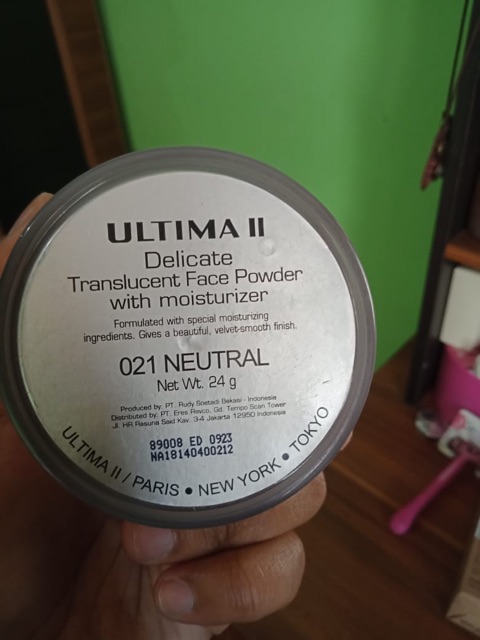 ULTIMA II
Delicate
Translucent Face Powder
with moisturizer
Formulated with special moisturizing
ingredients. Gives a beautiful, velvet-smooth finish.
021 NEUTRAL
Net Wt. 24 g
Produced by: PT. Rudy Soetadi Bekasi - Indonesia
Distributed by: PT. Eres Revco, Gd. Tempo Scan Tower
Jl. HR Rasuna Said Kav. 3-4 Jakarta 12950 Indonesia
89008 ED 0923
NA18140400212
ULTIMA II / PARIS ● NEW YORK ● TOKYO